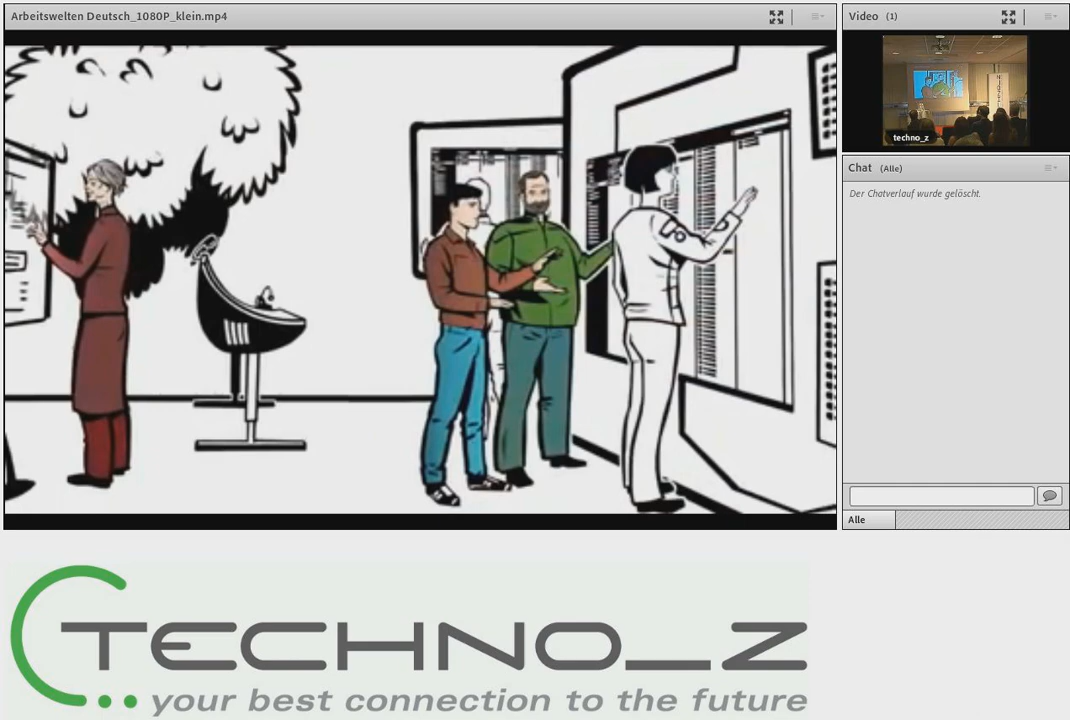 Arbeitswelten Deutsch_1080P_klein.mp4
Video (1)
techno_z
Chat (Alle)
Der Chatverlauf wurde gelöscht.
Alle
TECHNO_Z
your best connection to the future